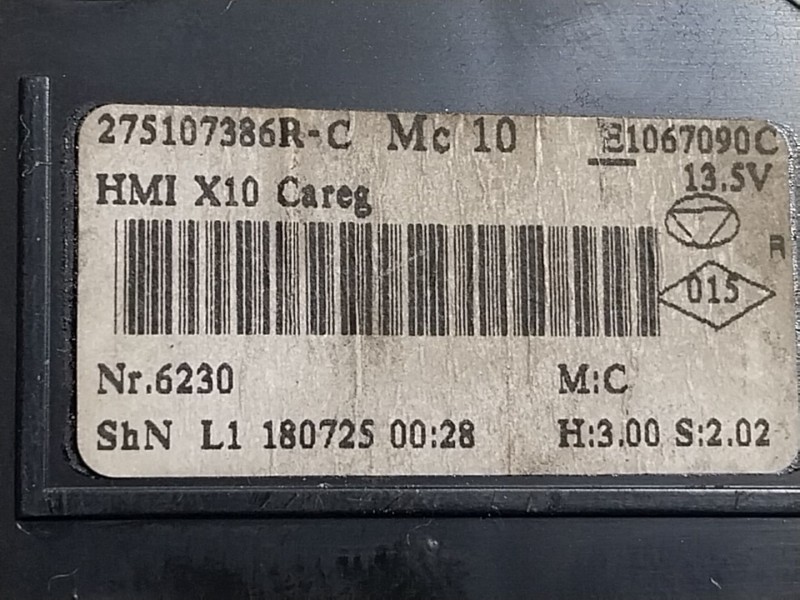 275107386R-C Mc 10 E1067090C
HMI X10 Careg 13.5V
R
015
Nr.6230 M:C
ShN L1 180725 00:28 H:3.00 S:2.02